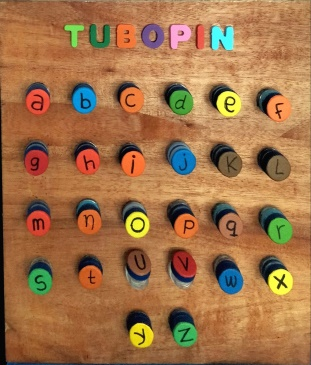 TUBOPIN
a b c d e f
g h i j K L
m n o p q r
s t U V w x
y z